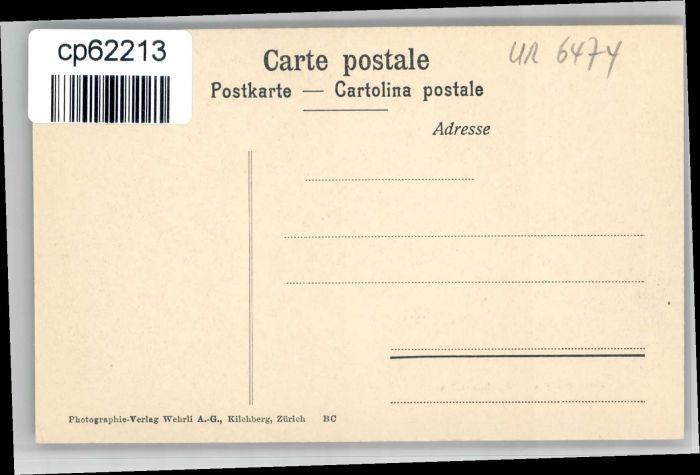 cp62213
UR 6474
Carte postale
Postkarte — Cartolina postale
Adresse
Photographie-Verlag Wehrli A.-G., Kilchberg, Zürich BC